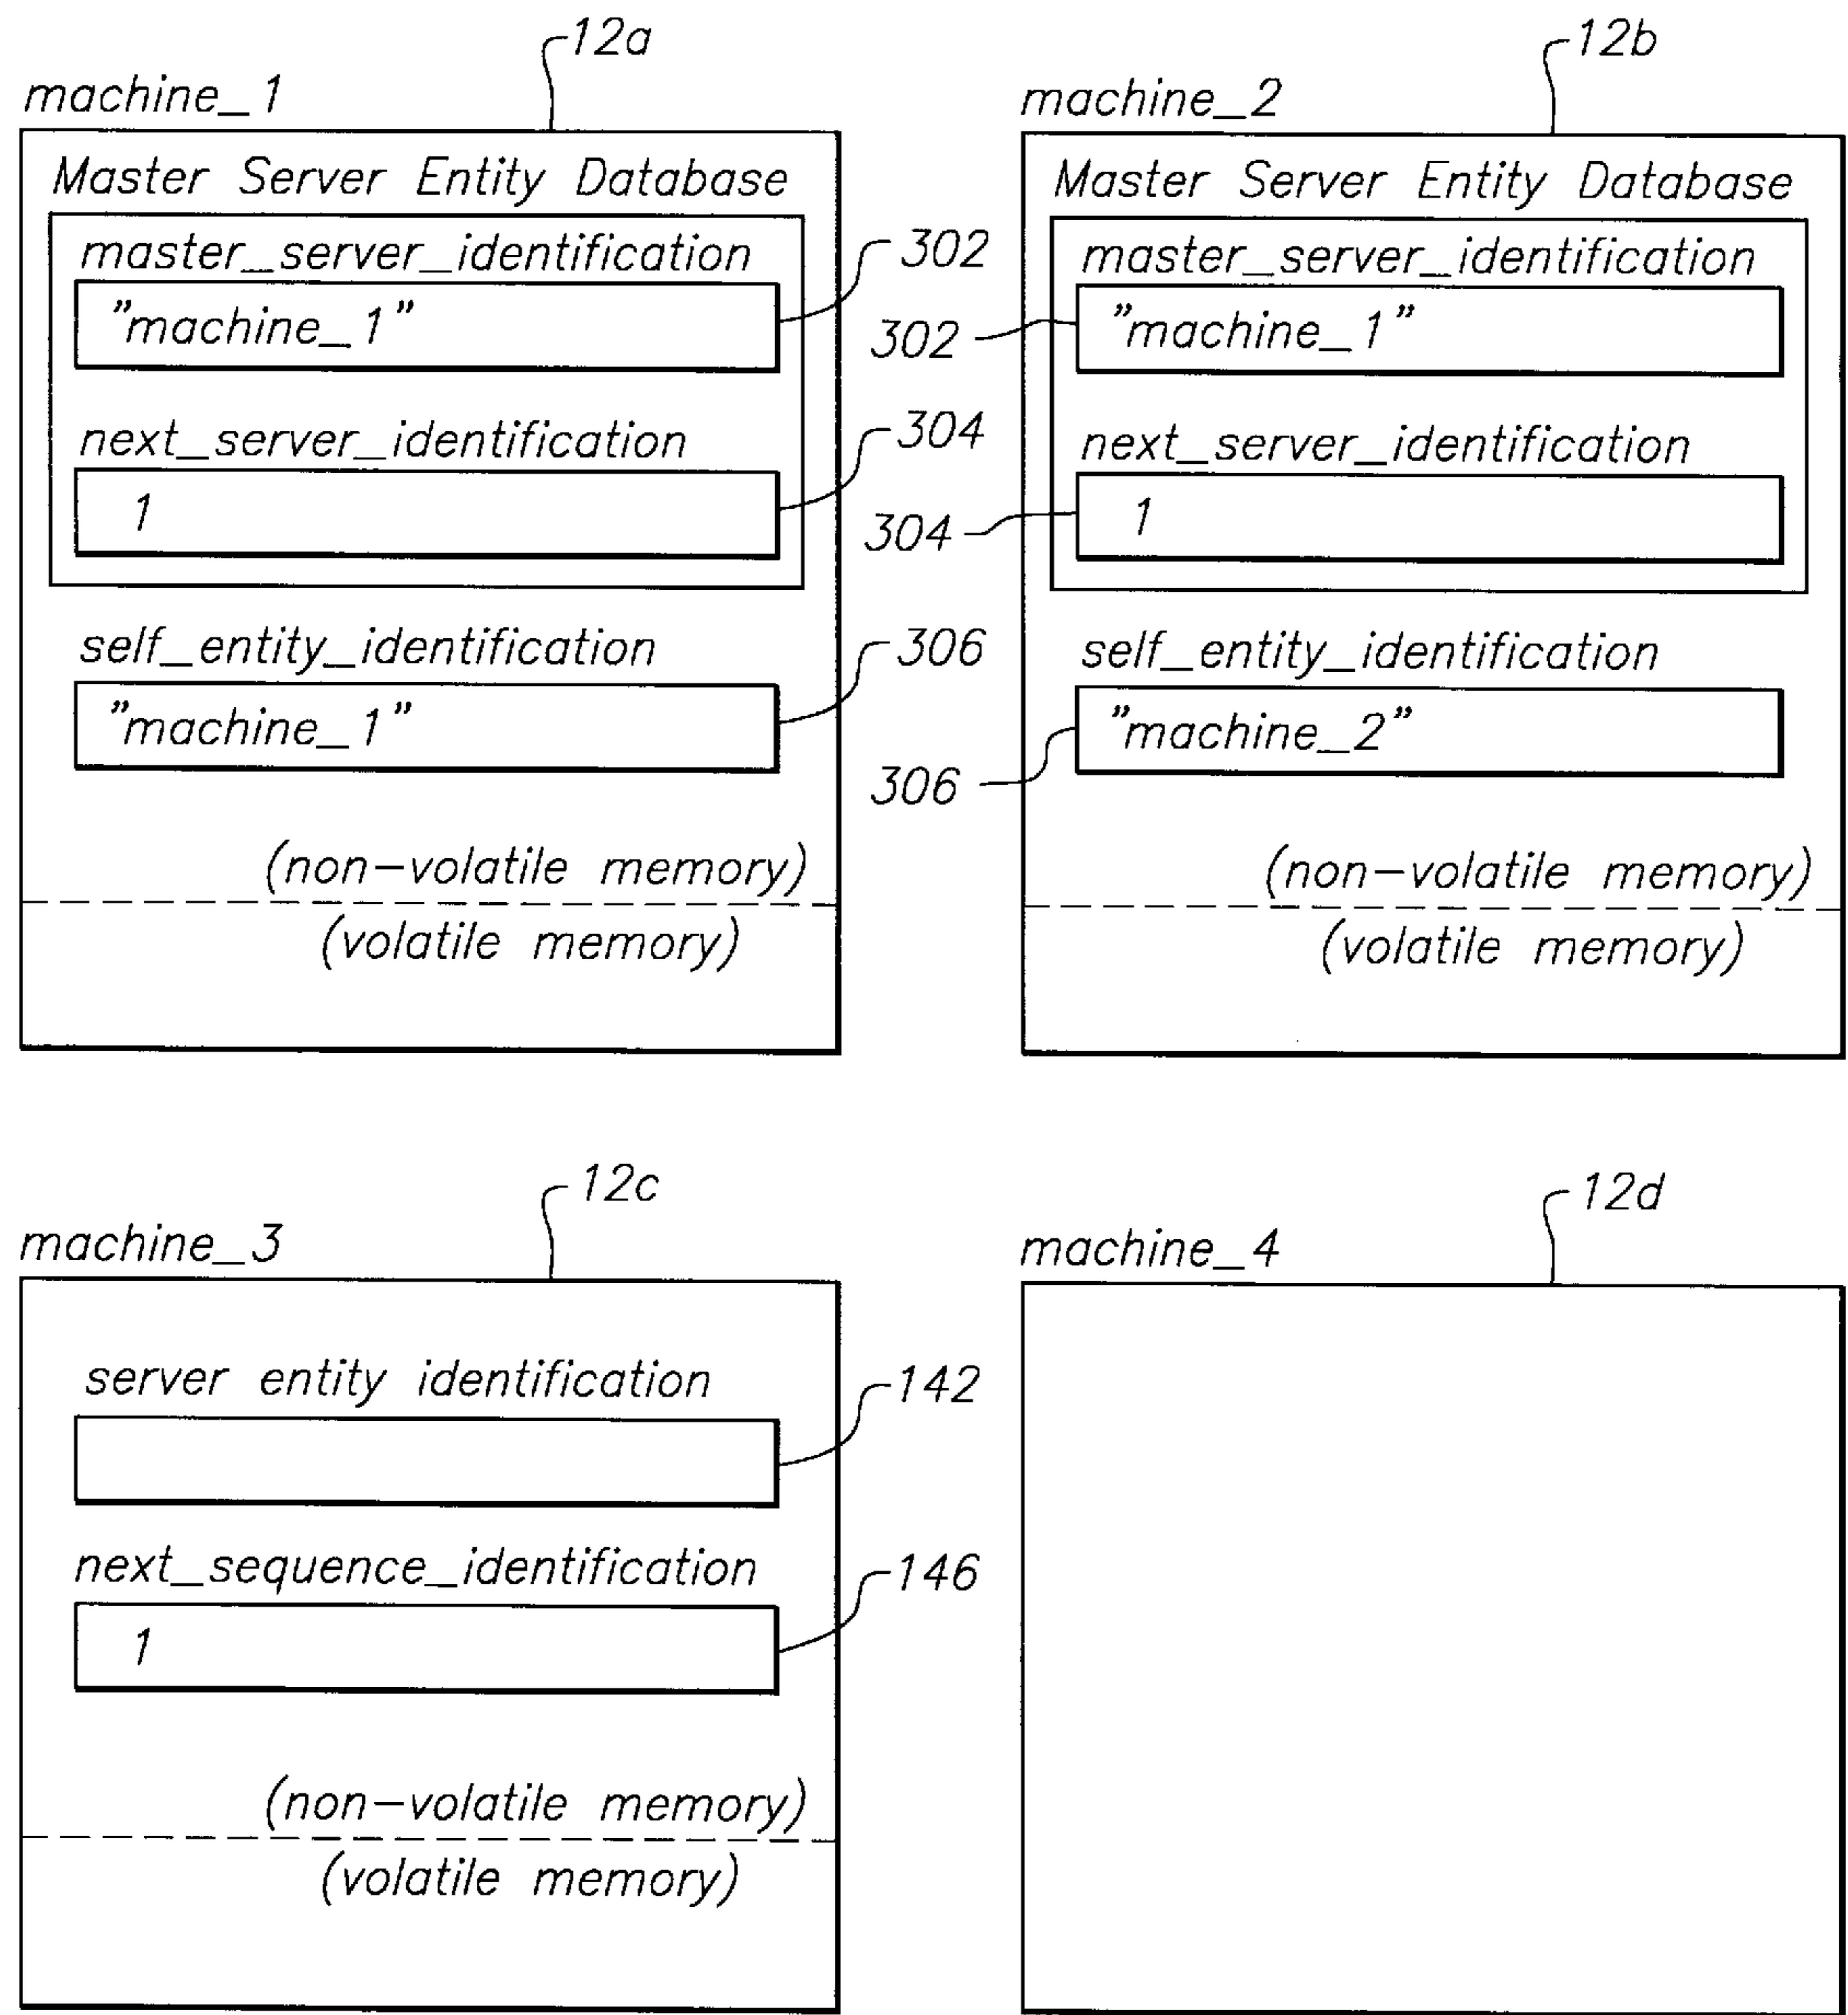 12a
machine_1
Master Server Entity Database
master_server_identification
302
"machine_1"
next_server_identification
304
1
self_entity_identification
306
"machine_1"
(non-volatile memory)
(volatile memory)
12b
machine_2
Master Server Entity Database
master_server_identification
"machine_1"
302
next_server_identification
1
304
self_entity_identification
"machine_2"
306
(non-volatile memory)
(volatile memory)
12c
machine_3
server entity identification
142
next_sequence_identification
146
1
(non-volatile memory)
(volatile memory)
12d
machine_4